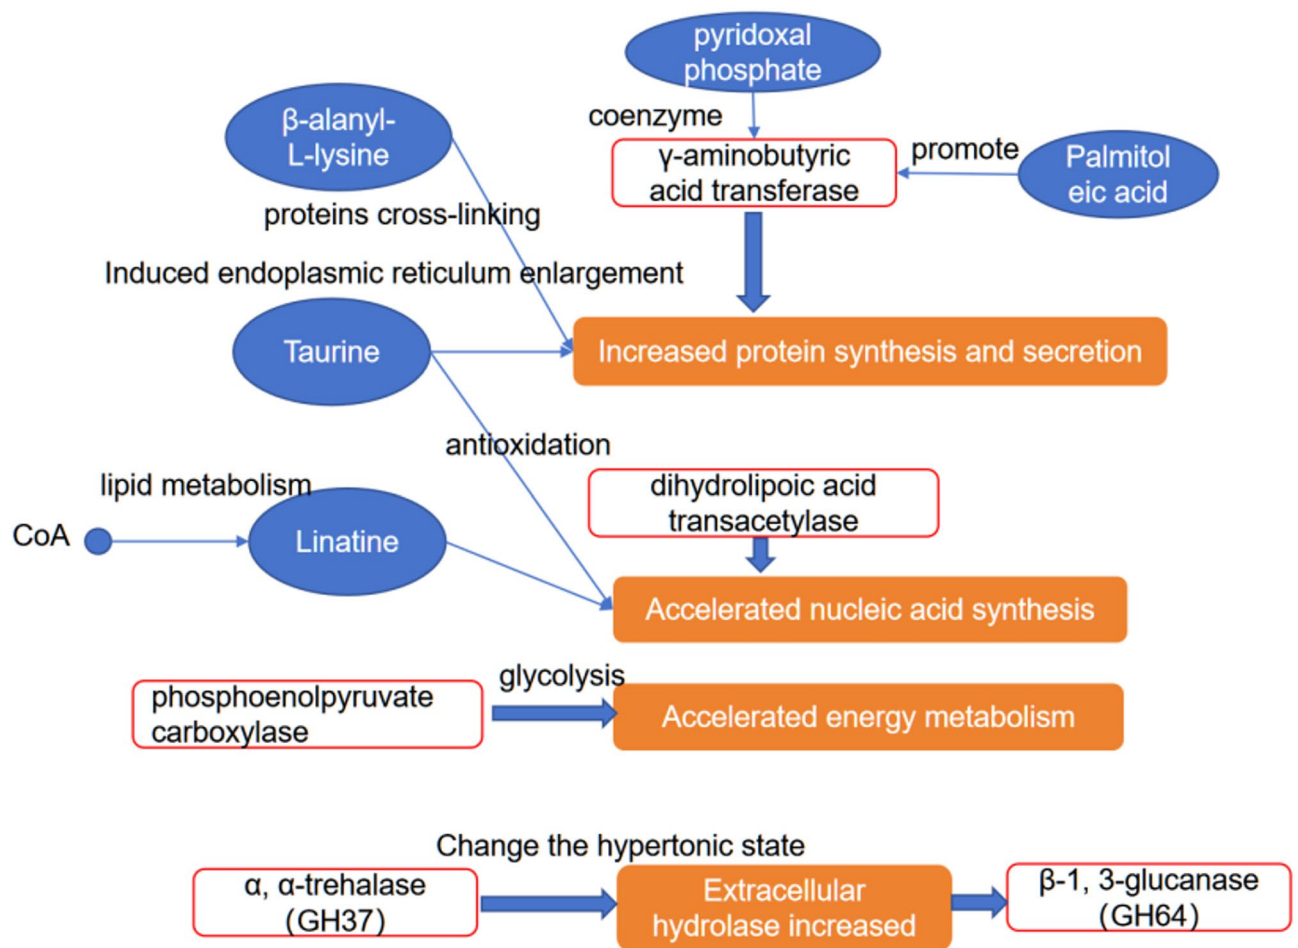 pyridoxal
phosphate
β-alanyl-
L-lysine
coenzyme
γ-aminobutyric
acid transferase
promote
Palmitol
eic acid
proteins cross-linking
Induced endoplasmic reticulum enlargement
Taurine
Increased protein synthesis and secretion
antioxidation
lipid metabolism
dihydrolipoic acid
transacetylase
CoA
Linatine
Accelerated nucleic acid synthesis
glycolysis
phosphoenolpyruvate
carboxylase
Accelerated energy metabolism
Change the hypertonic state
α, α-trehalase
(GH37)
Extracellular
hydrolase increased
β-1, 3-glucanase
(GH64)